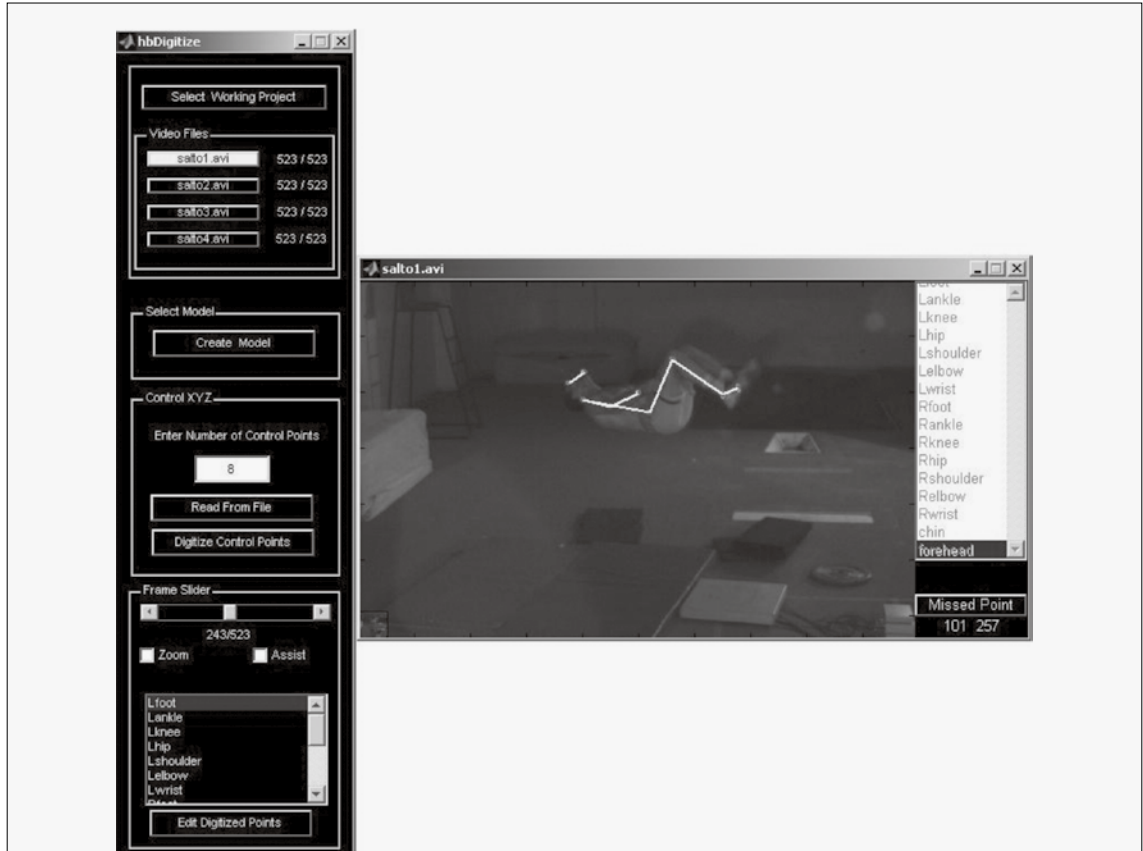 hbDigitize
Select Working Project
Video Files
salto1.avi 523 / 523
salto2.avi 523 / 523
salto3.avi 523 / 523
salto4.avi 523 / 523
Select Model
Create Model
Control XYZ
Enter Number of Control Points
8
Read From File
Digitize Control Points
Frame Slider
243/523
Zoom Assist
Lfoot
Lankle
Lknee
Lhip
Lshoulder
Lelbow
Lwrist
Rfoot
Edit Digitized Points
salto1.avi
Lfoot
Lankle
Lknee
Lhip
Lshoulder
Lelbow
Lwrist
Rfoot
Rankle
Rknee
Rhip
Rshoulder
Relbow
Rwrist
chin
forehead
Missed Point
101 257